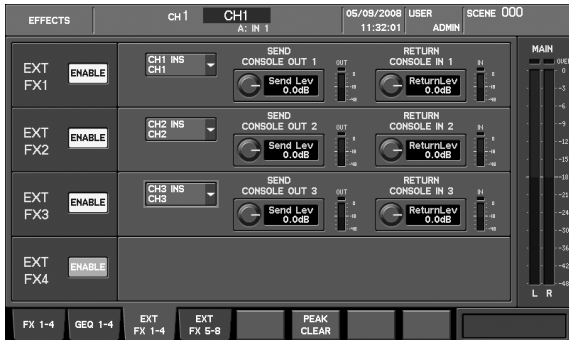 EFFECTS
CH 1 CH1
A: IN 1
05/09/2008
11:32:01
USER
ADMIN
SCENE 000
EXT
FX1
ENABLE
CH1 INS
CH1
SEND
CONSOLE OUT 1
OUT
Send Lev
0.0dB
RETURN
CONSOLE IN 1
IN
ReturnLev
0.0dB
EXT
FX2
ENABLE
CH2 INS
CH2
SEND
CONSOLE OUT 2
OUT
Send Lev
0.0dB
RETURN
CONSOLE IN 2
IN
ReturnLev
0.0dB
EXT
FX3
ENABLE
CH3 INS
CH3
SEND
CONSOLE OUT 3
OUT
Send Lev
0.0dB
RETURN
CONSOLE IN 3
IN
ReturnLev
0.0dB
EXT
FX4
ENABLE
MAIN
0
-3
-6
-9
-12
-15
-18
-21
-24
-30
-36
-42
-48
L R
FX 1-4
GEQ 1-4
EXT
FX 1-4
EXT
FX 5-8
PEAK
CLEAR